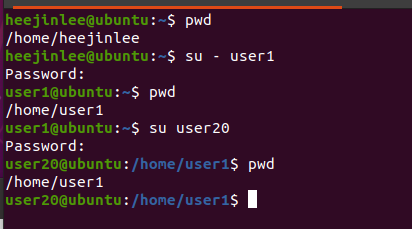 heejinlee@ubuntu:~$ pwd
/home/heejinlee
heejinlee@ubuntu:~$ su - user1
Password:
user1@ubuntu:~$ pwd
/home/user1
user1@ubuntu:~$ su user20
Password:
user20@ubuntu:/home/user1$ pwd
/home/user1
user20@ubuntu:/home/user1$